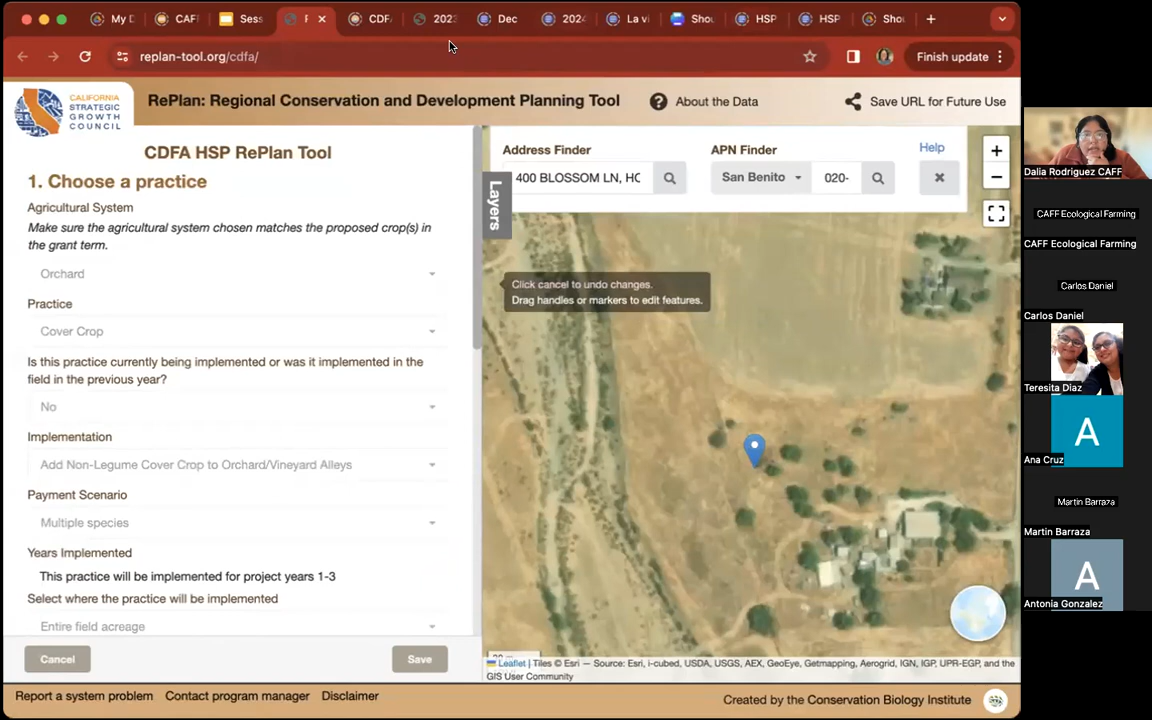 My D
CAF
Sess
F
CDF
2023
Dec
2024
La vi
Shou
HSP
HSP
Shou
replan-tool.org/cdfa/
Finish update
CALIFORNIA
STRATEGIC
GROWTH
COUNCIL
RePlan: Regional Conservation and Development Planning Tool
About the Data
Save URL for Future Use
CDFA HSP RePlan Tool
1. Choose a practice
Agricultural System
Make sure the agricultural system chosen matches the proposed crop(s) in
the grant term.
Orchard
Practice
Cover Crop
Is this practice currently being implemented or was it implemented in the
field in the previous year?
No
Implementation
Add Non-Legume Cover Crop to Orchard/Vineyard Alleys
Payment Scenario
Multiple species
Years Implemented
This practice will be implemented for project years 1-3
Select where the practice will be implemented
Entire field acreage
Cancel
Save
Layers
Address Finder
400 BLOSSOM LN, HO
APN Finder
San Benito
020-
Help
Click cancel to undo changes.
Drag handles or markers to edit features.
Leaflet | Tiles © Esri — Source: Esri, i-cubed, USDA, USGS, AEX, GeoEye, Getmapping, Aerogrid, IGN, IGP, UPR-EGP, and the
GIS User Community
Report a system problem
Contact program manager
Disclaimer
Created by the Conservation Biology Institute
Dalia Rodriguez CAFF
CAFF Ecological Farming
CAFF Ecological Farming
Carlos Daniel
Carlos Daniel
Teresita Diaz
A
Ana Cruz
Martin Barraza
Martin Barraza
A
Antonia Gonzalez